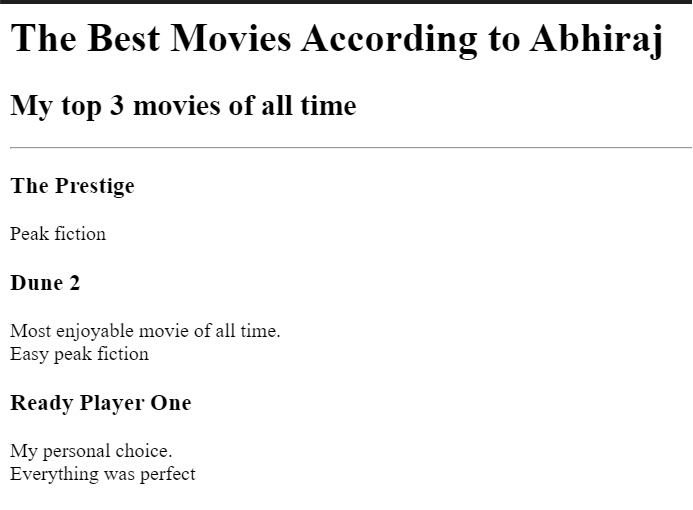 The Best Movies According to Abhiraj
My top 3 movies of all time
The Prestige
Peak fiction
Dune 2
Most enjoyable movie of all time.
Easy peak fiction
Ready Player One
My personal choice.
Everything was perfect